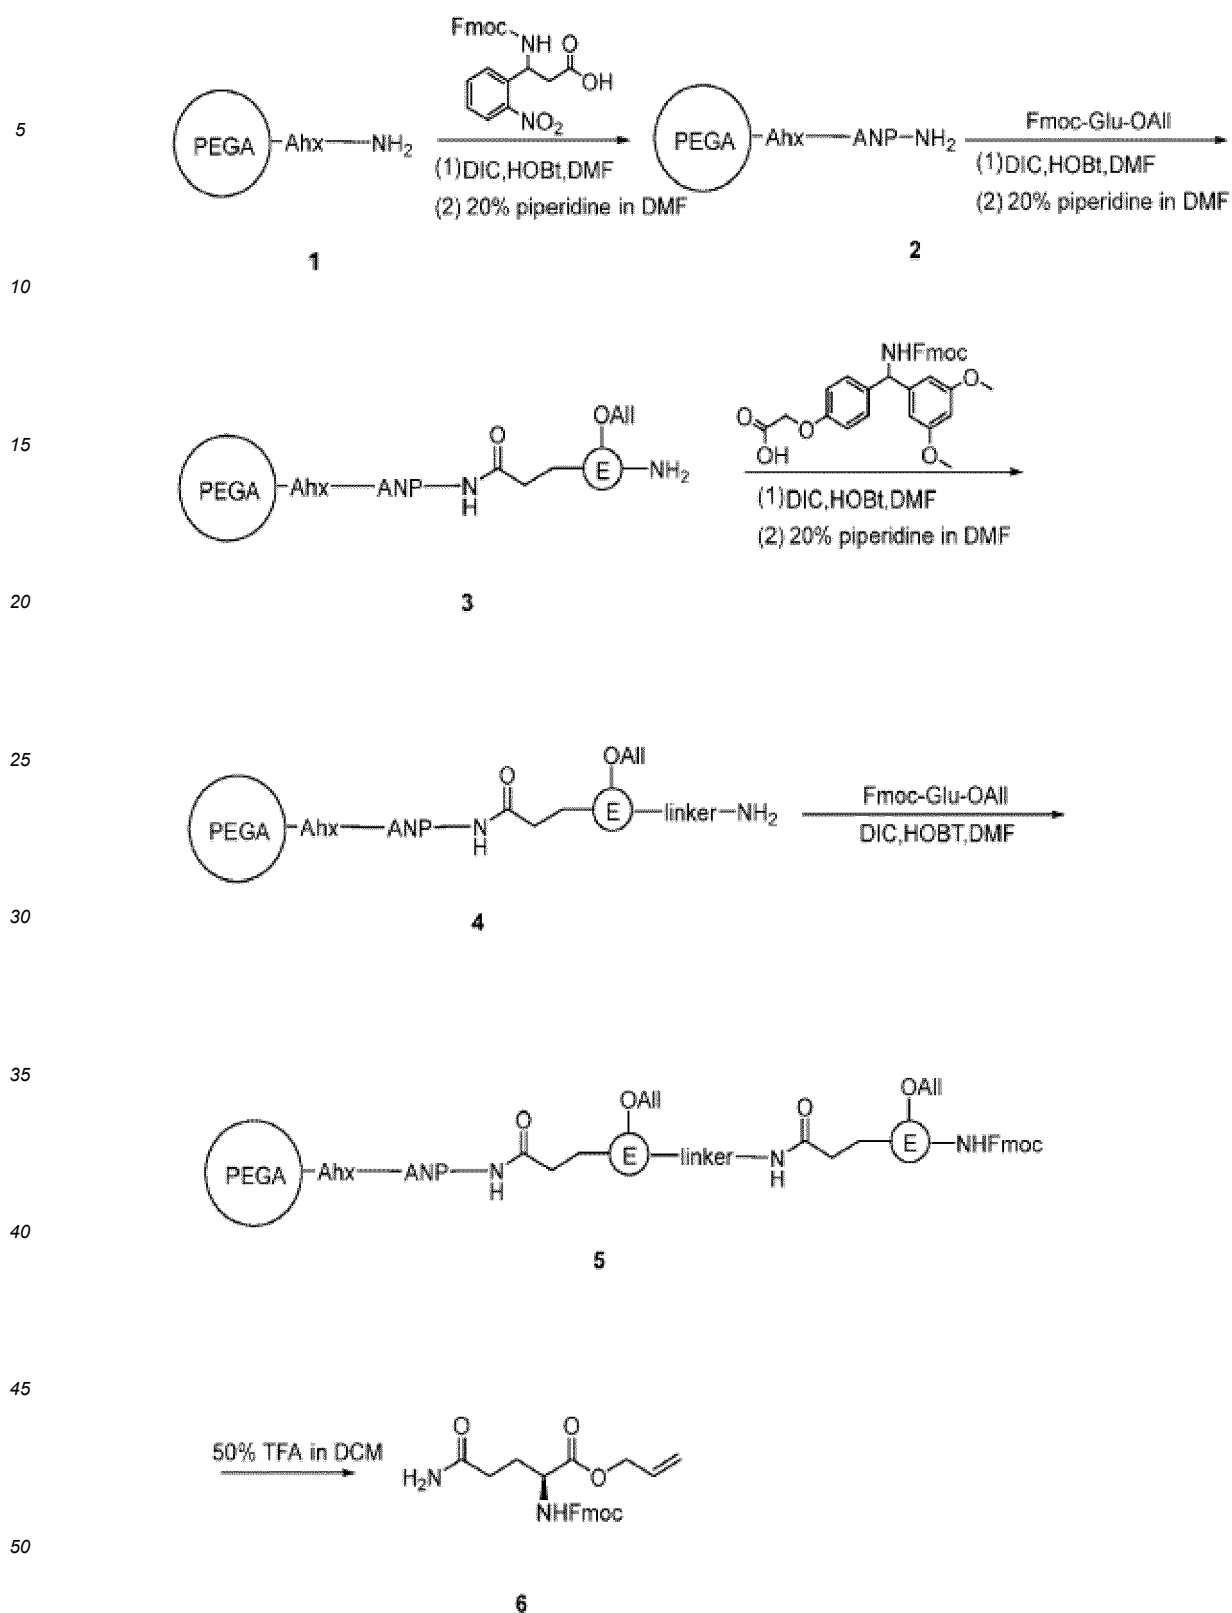 Fmoc NH O
OH
NO2
5
PEGA Ahx NH2
(1)DIC,HOBt,DMF
(2) 20% piperidine in DMF
PEGA Ahx ANP NH2
Fmoc-Glu-OAll
(1)DIC,HOBt,DMF
(2) 20% piperidine in DMF
1
2
10
NHFmoc
O
O
OH
O
O
15
PEGA Ahx ANP N H O OAll E NH2
(1)DIC,HOBt,DMF
(2) 20% piperidine in DMF
20
3
25
PEGA Ahx ANP N H O OAll E linker NH2
Fmoc-Glu-OAll
DIC,HOBT,DMF
30
4
35
PEGA Ahx ANP N H O OAll E linker N H O OAll E NHFmoc
40
5
45
50% TFA in DCM
H2N O O O
NHFmoc
50
6